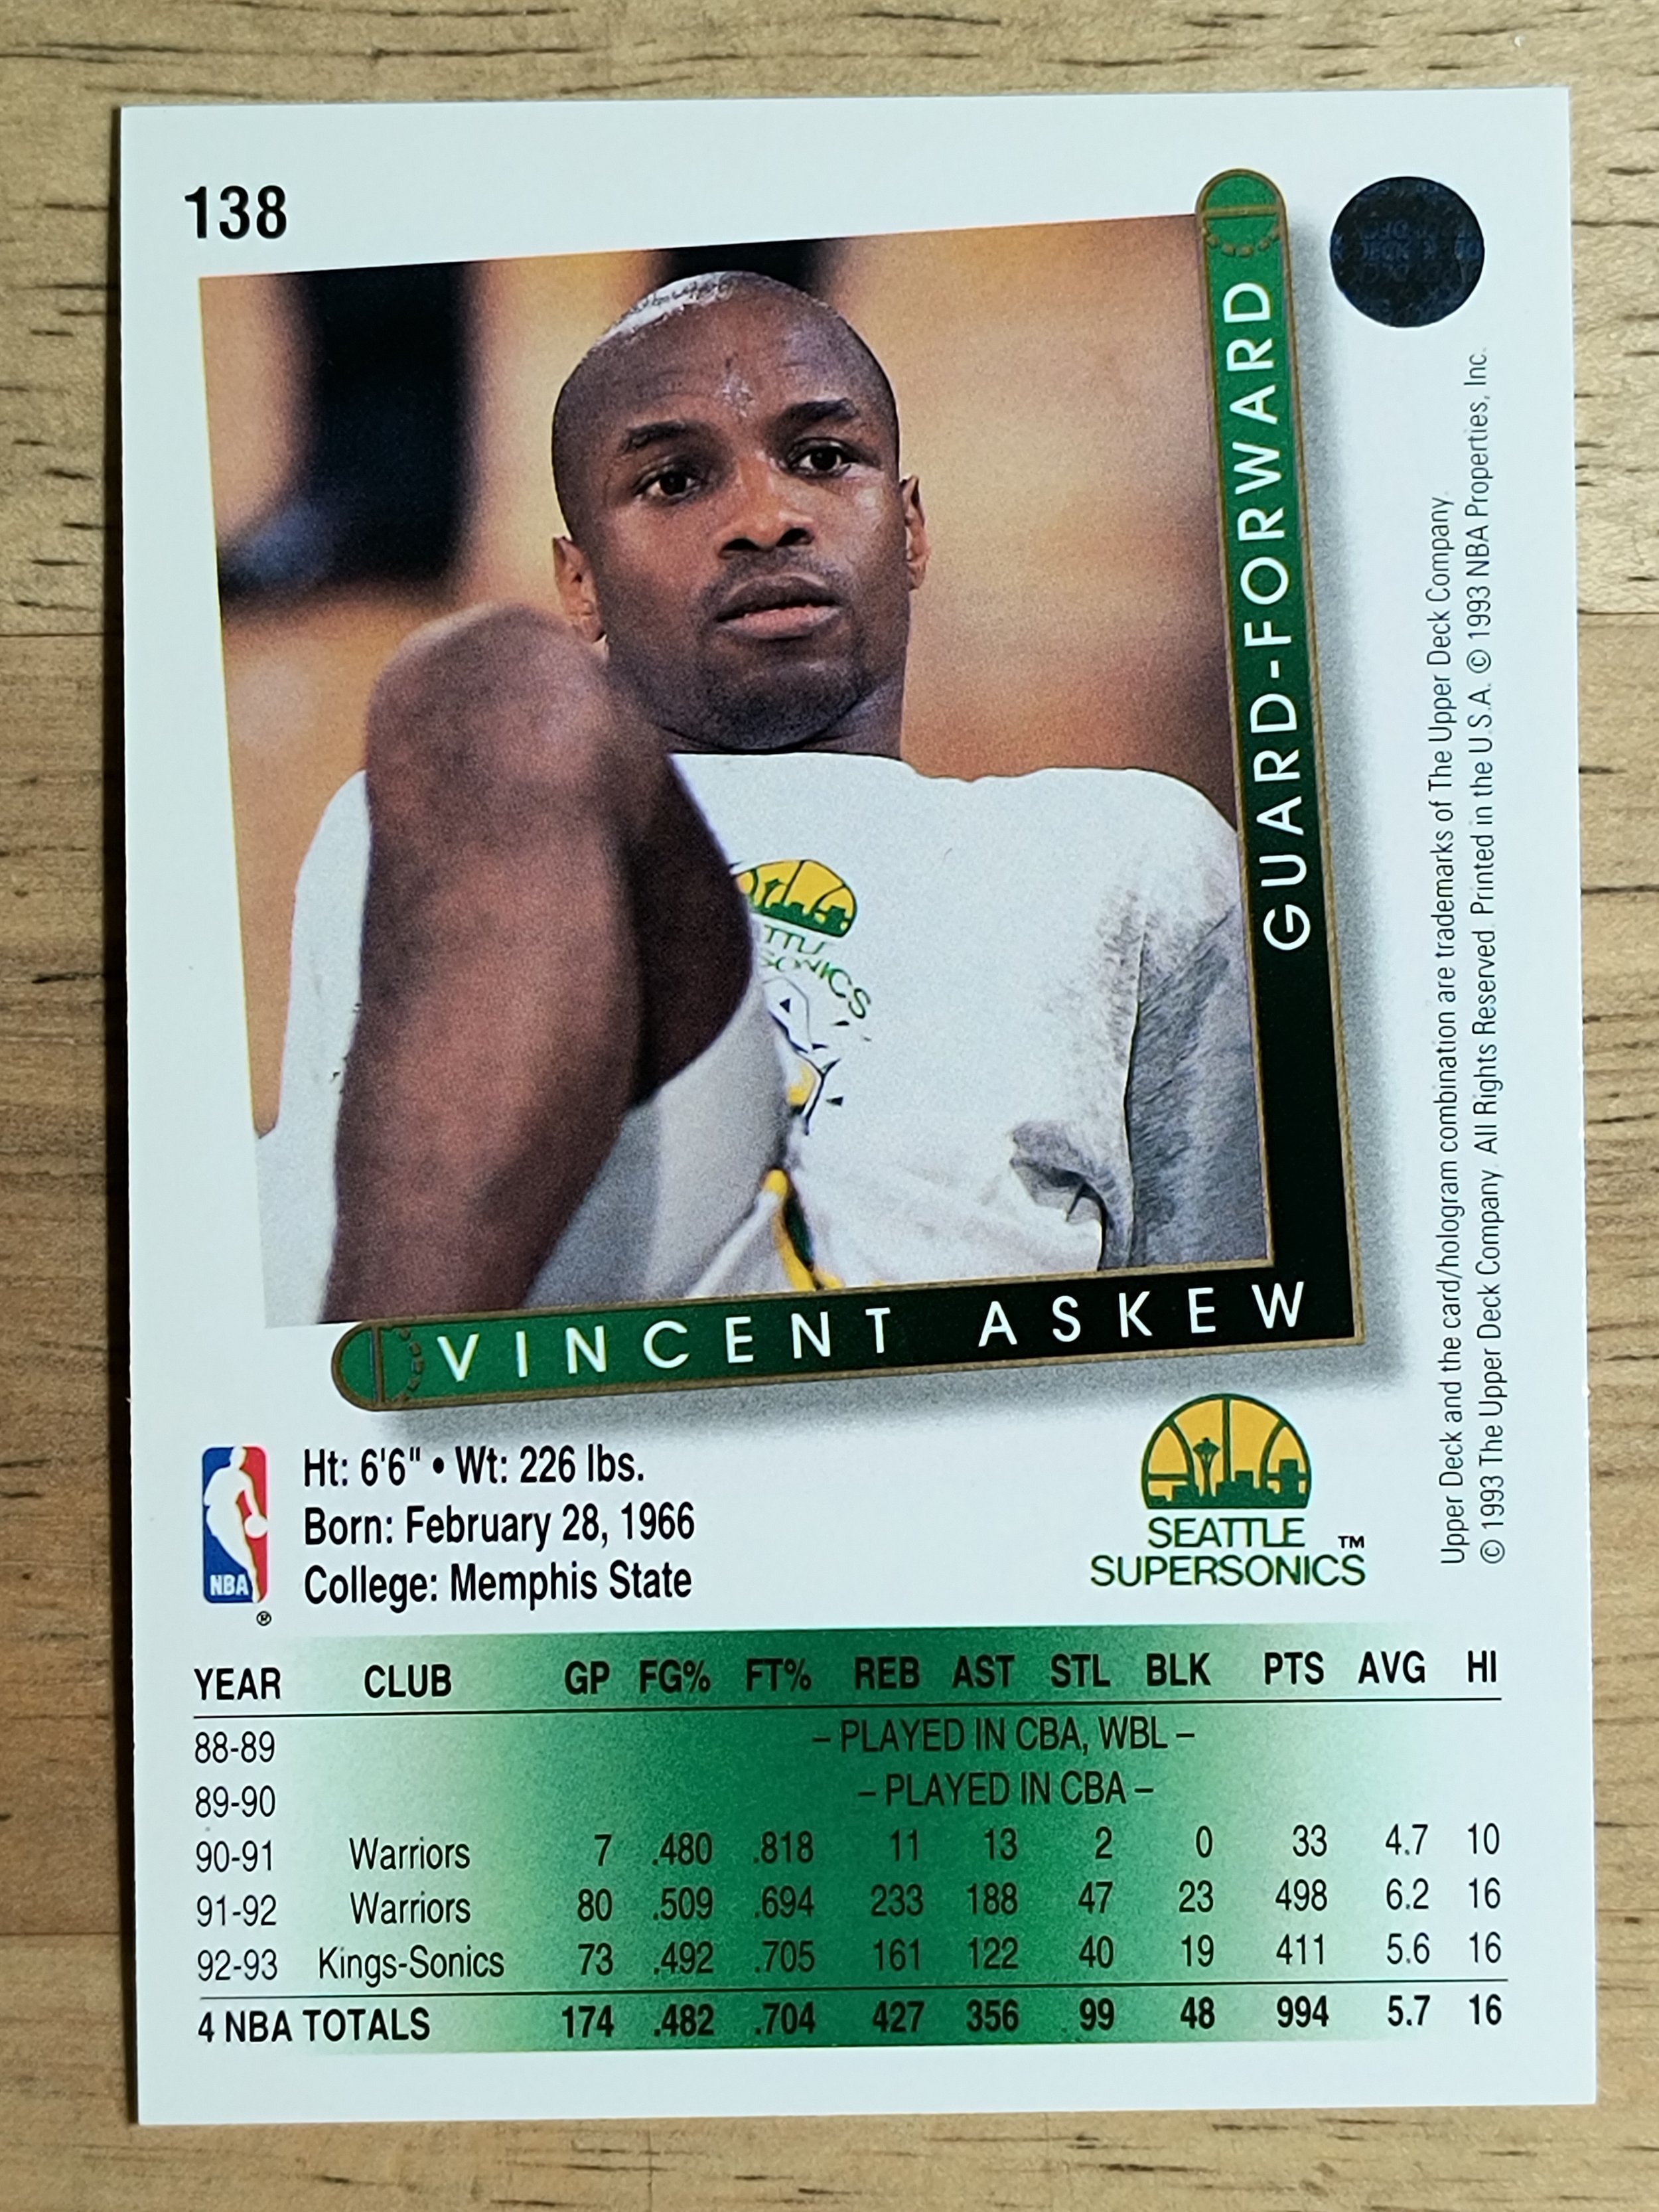 138
GUARD-FORWARD
SONICS
VINCENT ASKEW
Upper Deck and the card/hologram combination are trademarks of The Upper Deck Company.
© 1993 The Upper Deck Company. All Rights Reserved. Printed in the U.S.A. © 1993 NBA Properties, Inc.
NBA
®
Ht: 6'6" • Wt: 226 lbs.
Born: February 28, 1966
College: Memphis State
SEATTLE
SUPERSONICS ™
YEAR CLUB GP FG% FT% REB AST STL BLK PTS AVG HI
88-89 – PLAYED IN CBA, WBL –
89-90 – PLAYED IN CBA –
90-91 Warriors 7 .480 .818 11 13 2 0 33 4.7 10
91-92 Warriors 80 .509 .694 233 188 47 23 498 6.2 16
92-93 Kings-Sonics 73 .492 .705 161 122 40 19 411 5.6 16
4 NBA TOTALS 174 .482 .704 427 356 99 48 994 5.7 16